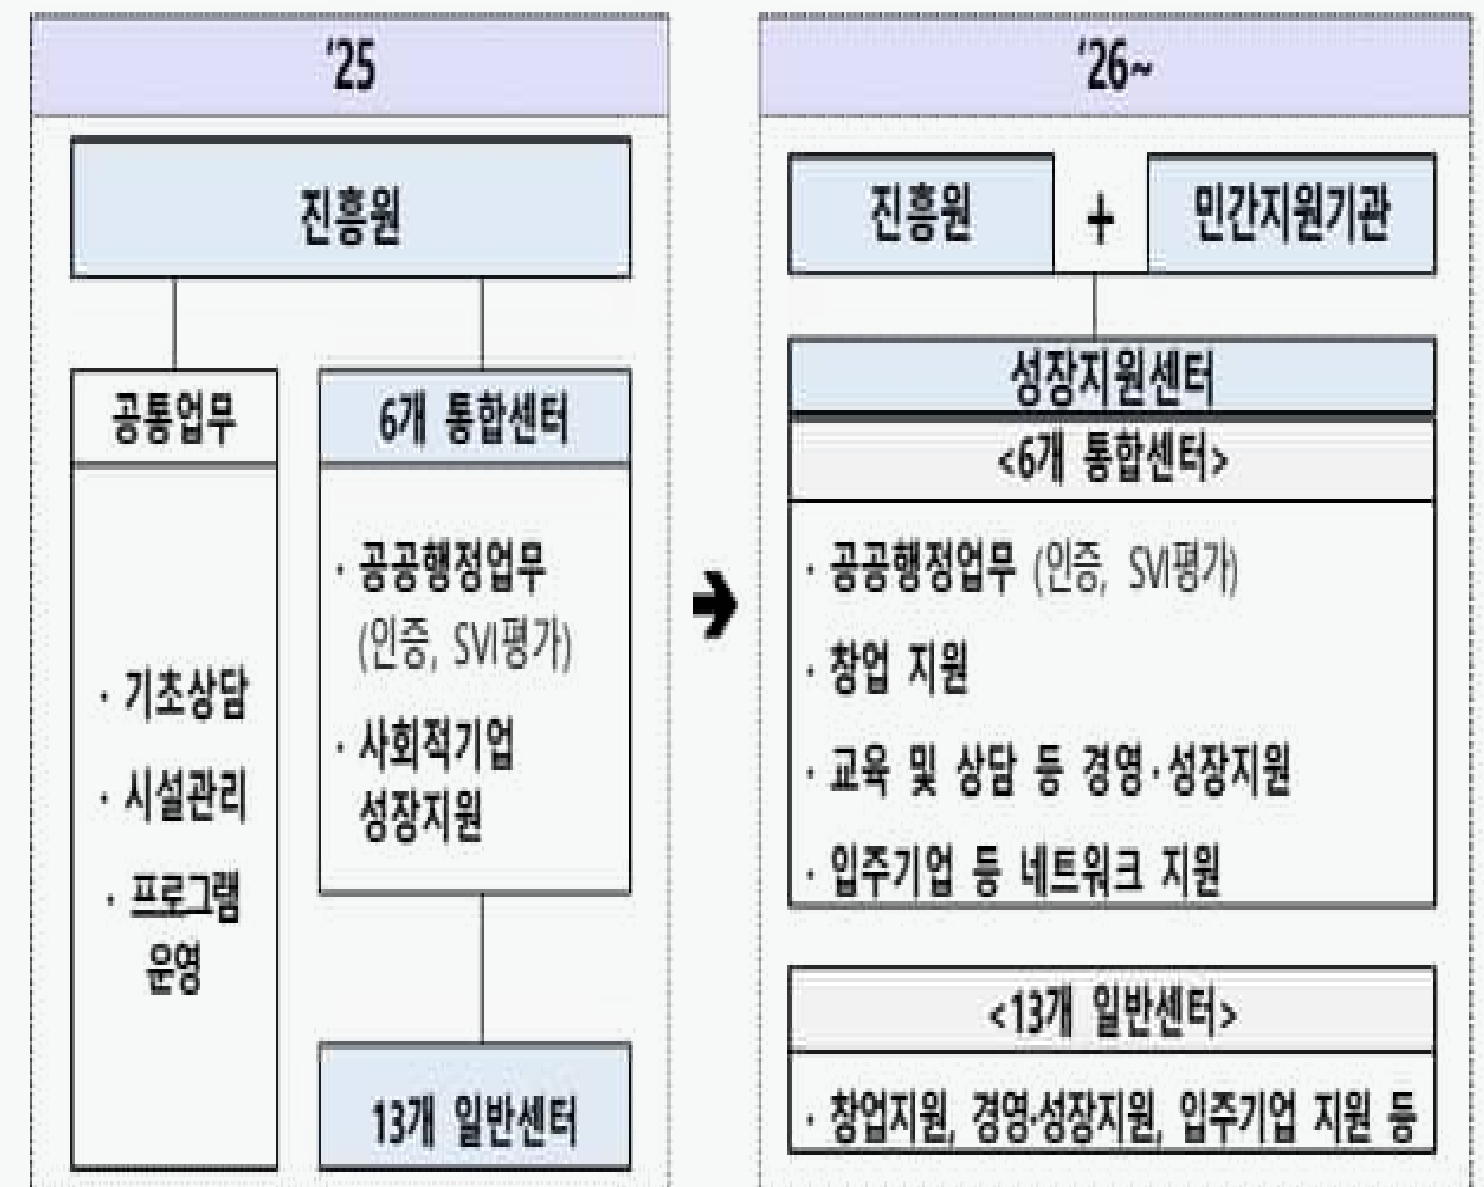 ‘25
진흥원
공통업무
· 기초상담
· 시설관리
· 프로그램
운영
6개 통합센터
· 공공행정업무
(인증, SVI평가)
· 사회적기업
성장지원
13개 일반센터
➔
‘26~
진흥원 + 민간지원기관
성장지원센터
<6개 통합센터>
· 공공행정업무 (인증, SVI평가)
· 창업 지원
· 교육 및 상담 등 경영·성장지원
· 입주기업 등 네트워크 지원
<13개 일반센터>
· 창업지원, 경영·성장지원, 입주기업 지원 등